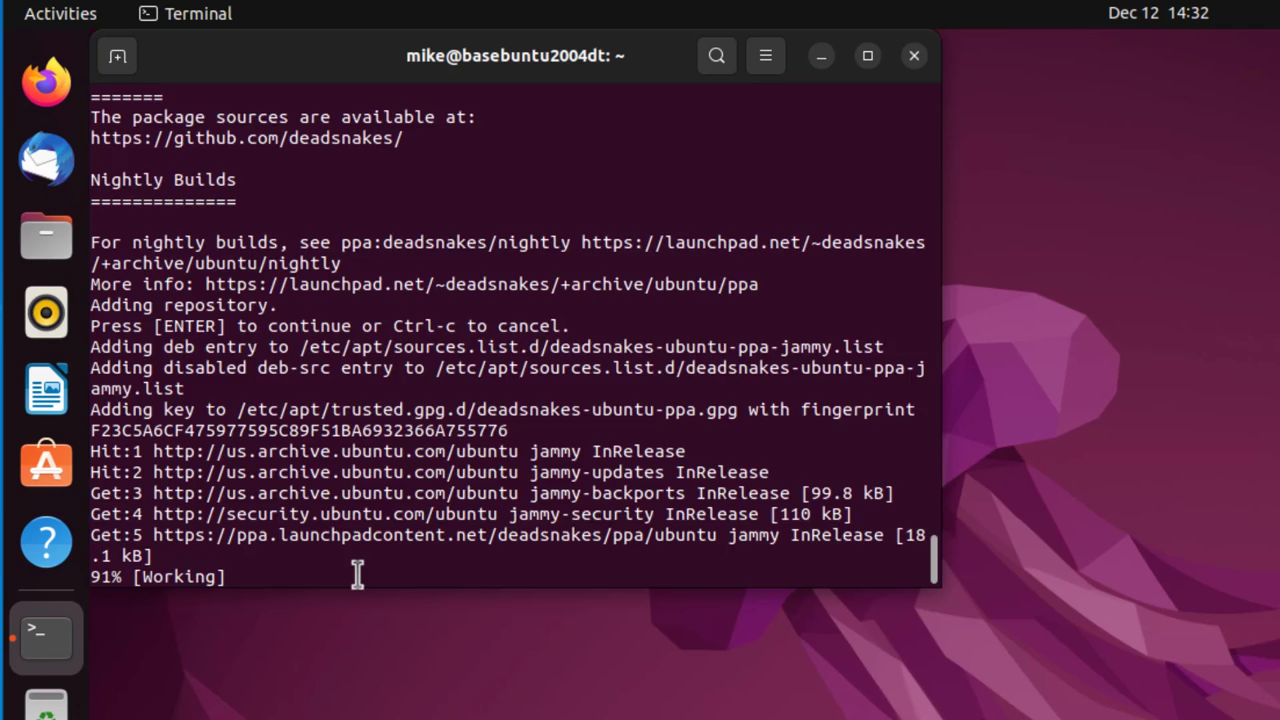 Activities Terminal Dec 12 14:32
mike@basebuntu2004dt: ~
=======
The package sources are available at:
https://github.com/deadsnakes/
Nightly Builds
==============
For nightly builds, see ppa:deadsnakes/nightly https://launchpad.net/~deadsnakes
/+archive/ubuntu/nightly
More info: https://launchpad.net/~deadsnakes/+archive/ubuntu/ppa
Adding repository.
Press [ENTER] to continue or Ctrl-c to cancel.
Adding deb entry to /etc/apt/sources.list.d/deadsnakes-ubuntu-ppa-jammy.list
Adding disabled deb-src entry to /etc/apt/sources.list.d/deadsnakes-ubuntu-ppa-j
ammy.list
Adding key to /etc/apt/trusted.gpg.d/deadsnakes-ubuntu-ppa.gpg with fingerprint
F23C5A6CF475977595C89F51BA6932366A755776
Hit:1 http://us.archive.ubuntu.com/ubuntu jammy InRelease
Hit:2 http://us.archive.ubuntu.com/ubuntu jammy-updates InRelease
Get:3 http://us.archive.ubuntu.com/ubuntu jammy-backports InRelease [99.8 kB]
Get:4 http://security.ubuntu.com/ubuntu jammy-security InRelease [110 kB]
Get:5 https://ppa.launchpadcontent.net/deadsnakes/ppa/ubuntu jammy InRelease [18
.1 kB]
91% [Working]